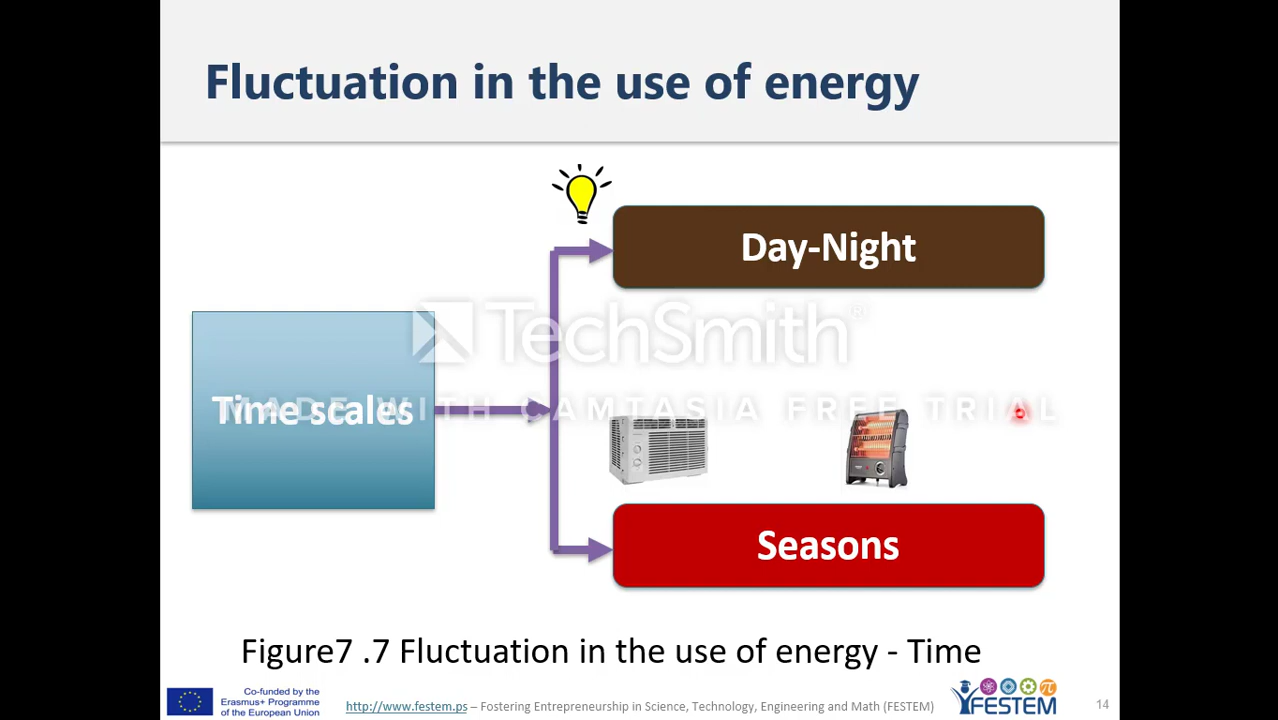 Fluctuation in the use of energy
Day-Night
TechSmith®
Time scales
MADE WITH CAMTASIA FREE TRIAL
Seasons
Figure7 .7 Fluctuation in the use of energy - Time
Co-funded by the
Erasmus+ Programme
of the European Union
http://www.festem.ps – Fostering Entrepreneurship in Science, Technology, Engineering and Math (FESTEM)
FESTEM
14